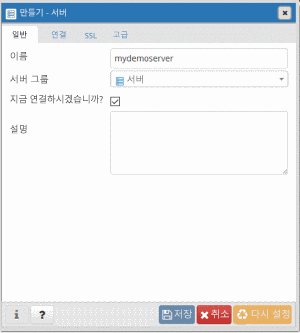 만들기 - 서버
일반 연결 SSL 고급
이름 mydemoserver
서버 그룹 서버
지금 연결하시겠습니까?
설명
i ? 저장 취소 다시 설정